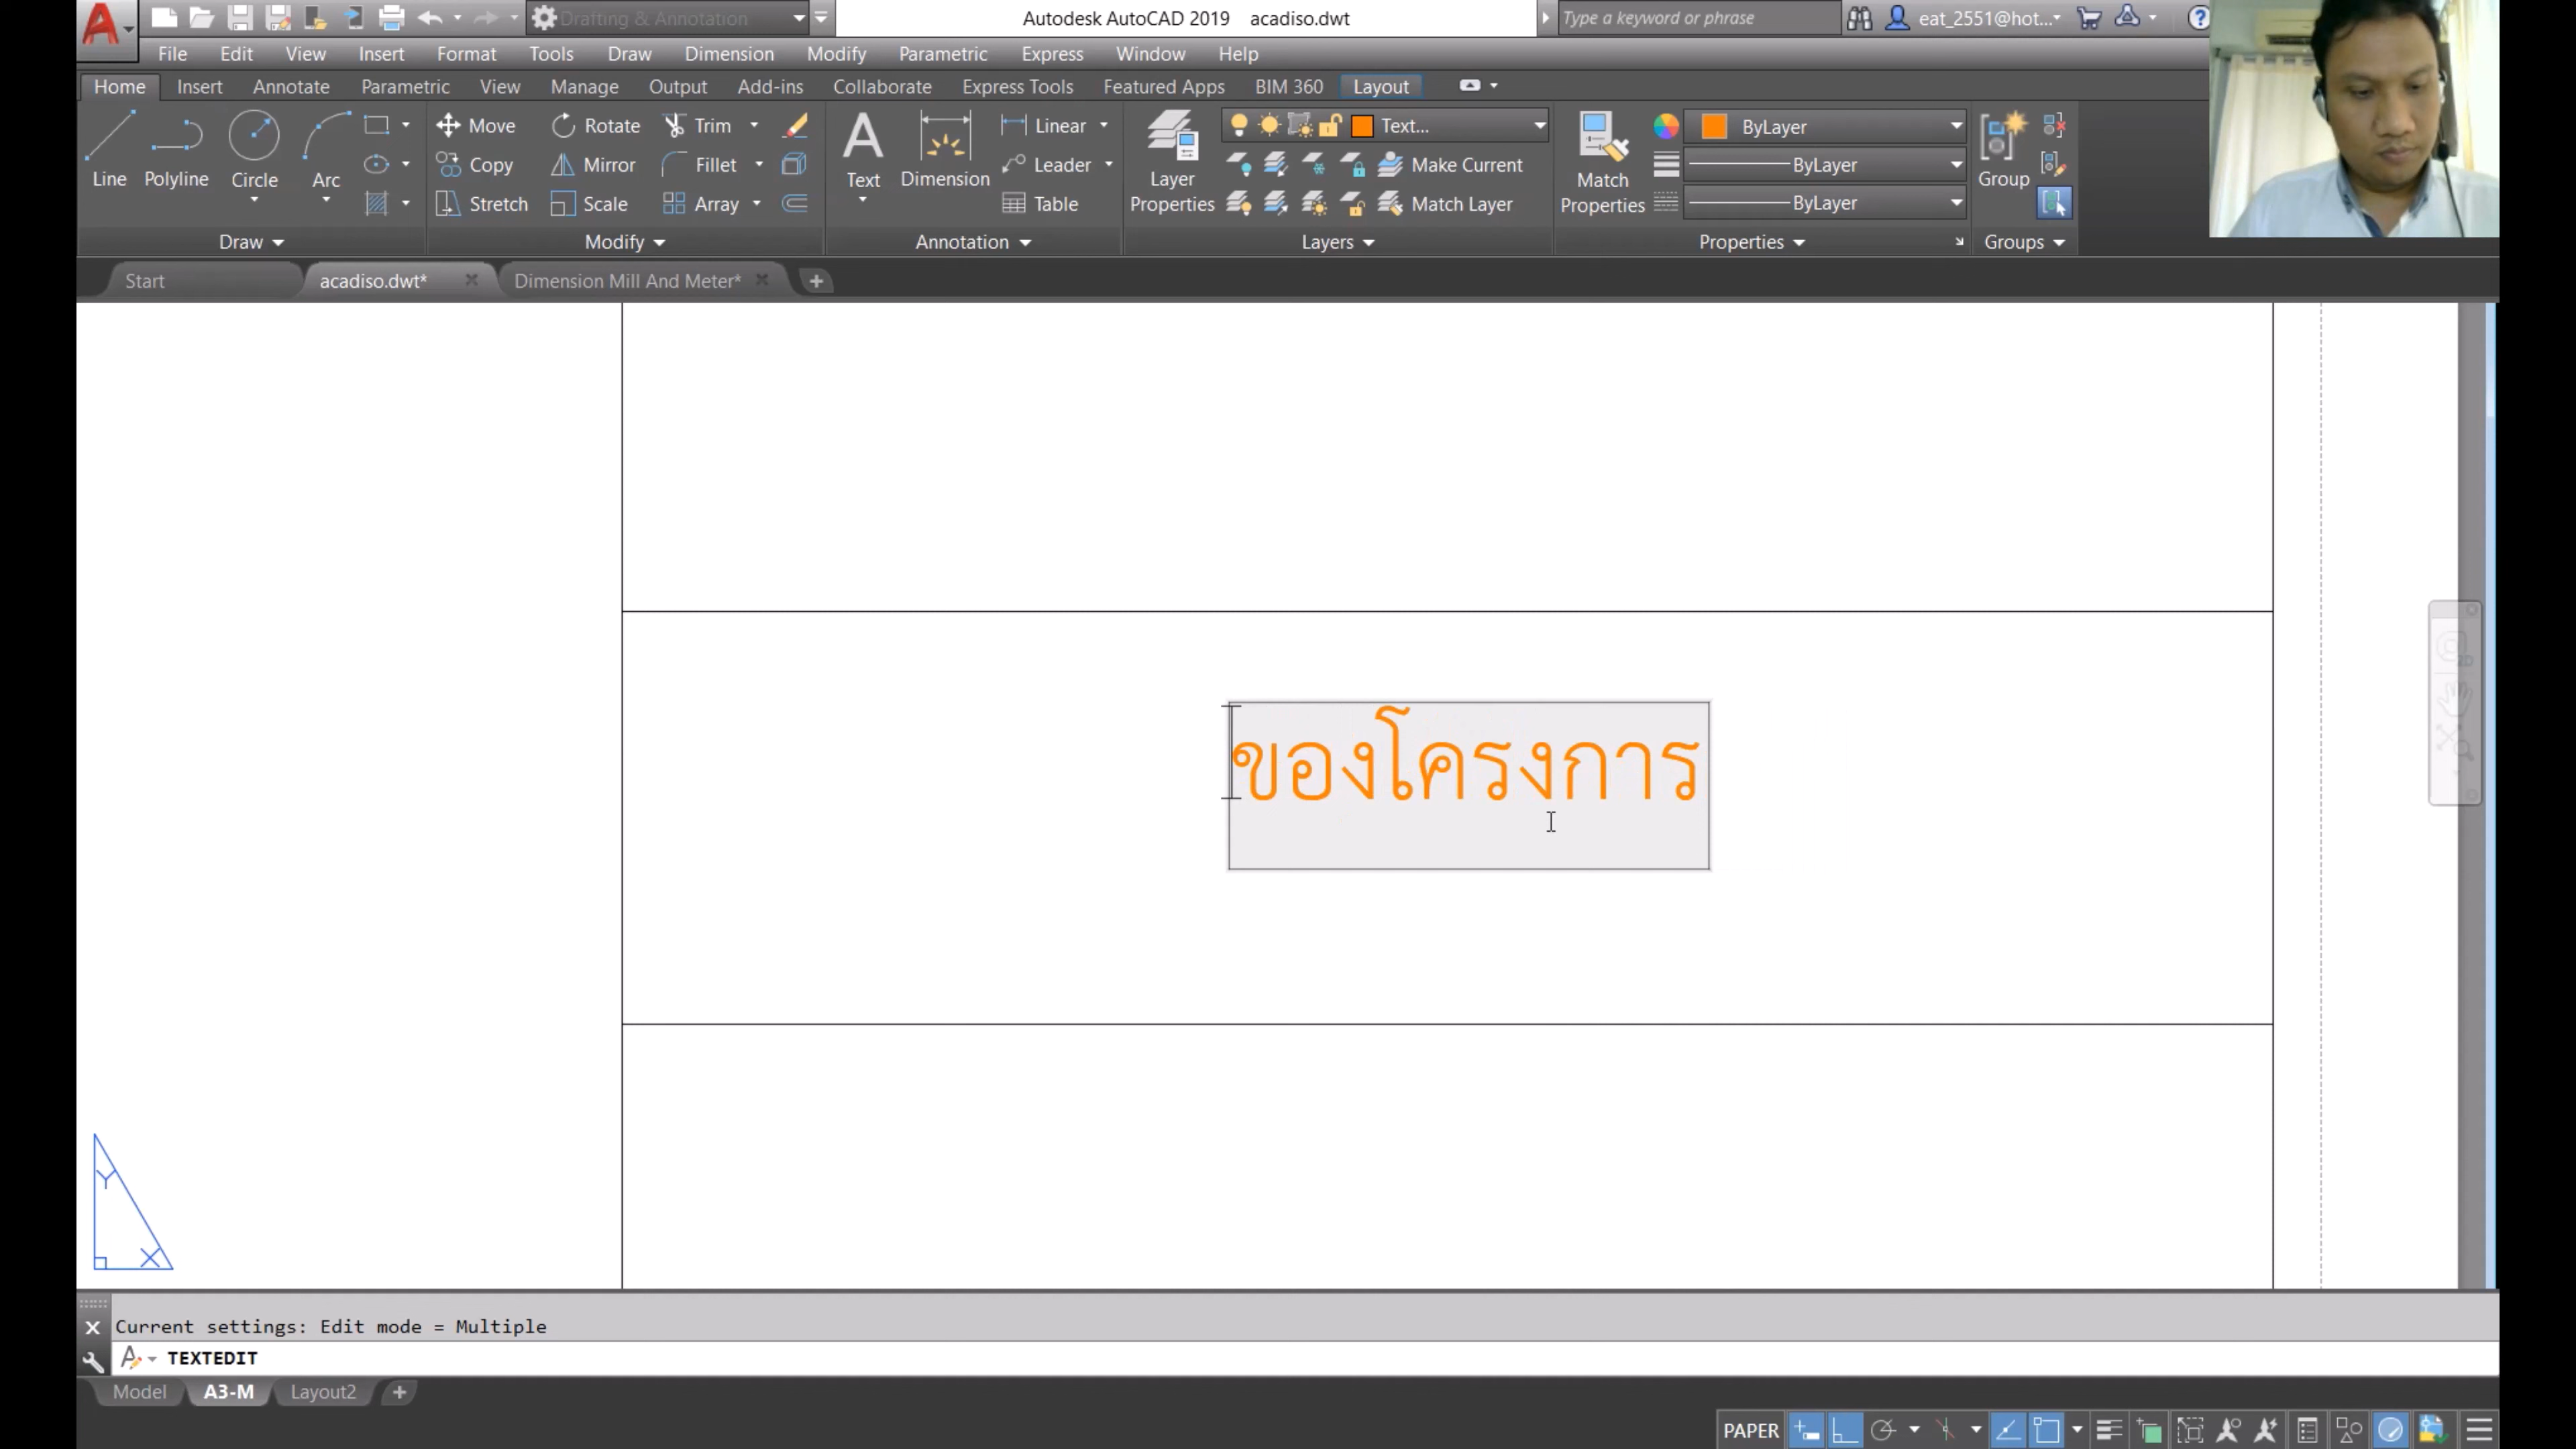 Drafting & Annotation
Autodesk AutoCAD 2019 acadiso.dwt
Type a keyword or phrase
eat_2551@hot...
File Edit View Insert Format Tools Draw Dimension Modify Parametric Express Window Help
Home Insert Annotate Parametric View Manage Output Add-ins Collaborate Express Tools Featured Apps BIM 360 Layout
Line Polyline Circle Arc
Move Rotate Trim
Copy Mirror Fillet
Stretch Scale Array
Text Dimension
Linear
Leader
Table
Layer Properties
Text...
Make Current
Match Layer
Match Properties
ByLayer
ByLayer
ByLayer
Group
Draw Modify Annotation Layers Properties Groups
Start acadiso.dwt* Dimension Mill And Meter*
ของโครงการ
Y
X
Current settings: Edit mode = Multiple
TEXTEDIT
Model A3-M Layout2
PAPER